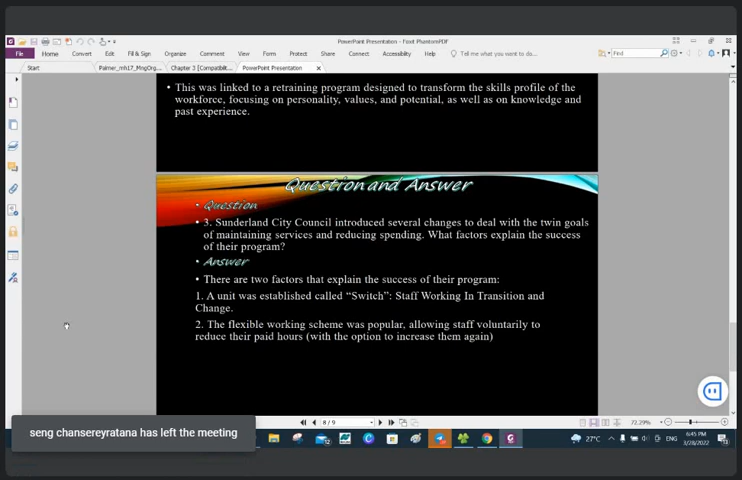 PowerPoint Presentation - Foxit PhantomPDF
File Home Convert Edit Fill & Sign Organize Comment View Form Protect Share Connect Accessibility Help Tell me what you want to do... Find
Start Palmer_mh17_MngOrg... Chapter 3 [Compatibilit... PowerPoint Presentation
• This was linked to a retraining program designed to transform the skills profile of the
workforce, focusing on personality, values, and potential, as well as on knowledge and
past experience.
Question and Answer
• Question
• 3. Sunderland City Council introduced several changes to deal with the twin goals
of maintaining services and reducing spending. What factors explain the success
of their program?
• Answer
• There are two factors that explain the success of their program:
1. A unit was established called “Switch”: Staff Working In Transition and
Change.
2. The flexible working scheme was popular, allowing staff voluntarily to
reduce their paid hours (with the option to increase them again)
8 / 9 72.29%
seng chansereyratana has left the meeting
27°C ENG 6:45 PM
3/28/2022